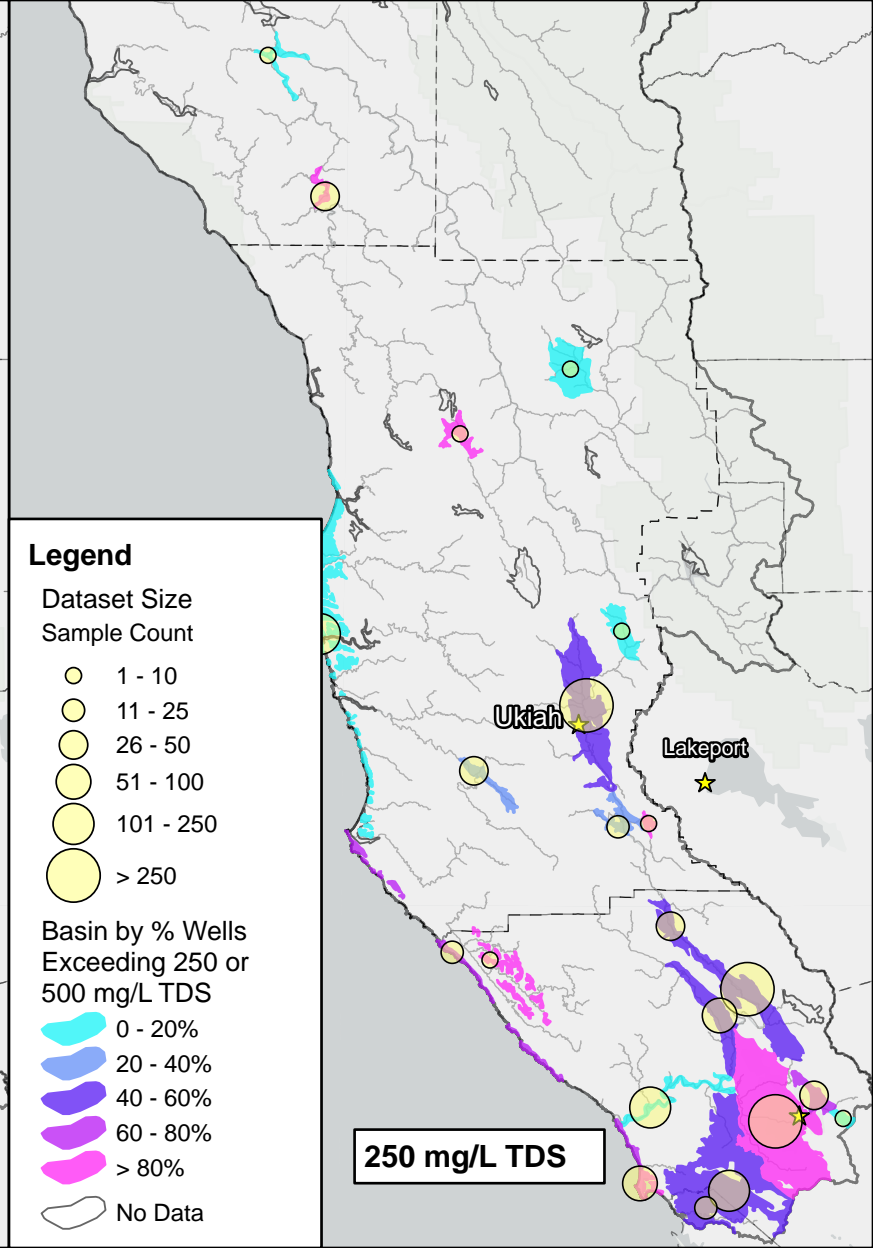 Ukiah
Lakeport
Legend
Dataset Size
Sample Count
1 - 10
11 - 25
26 - 50
51 - 100
101 - 250
> 250
Basin by % Wells
Exceeding 250 or
500 mg/L TDS
0 - 20%
20 - 40%
40 - 60%
60 - 80%
> 80%
No Data
250 mg/L TDS